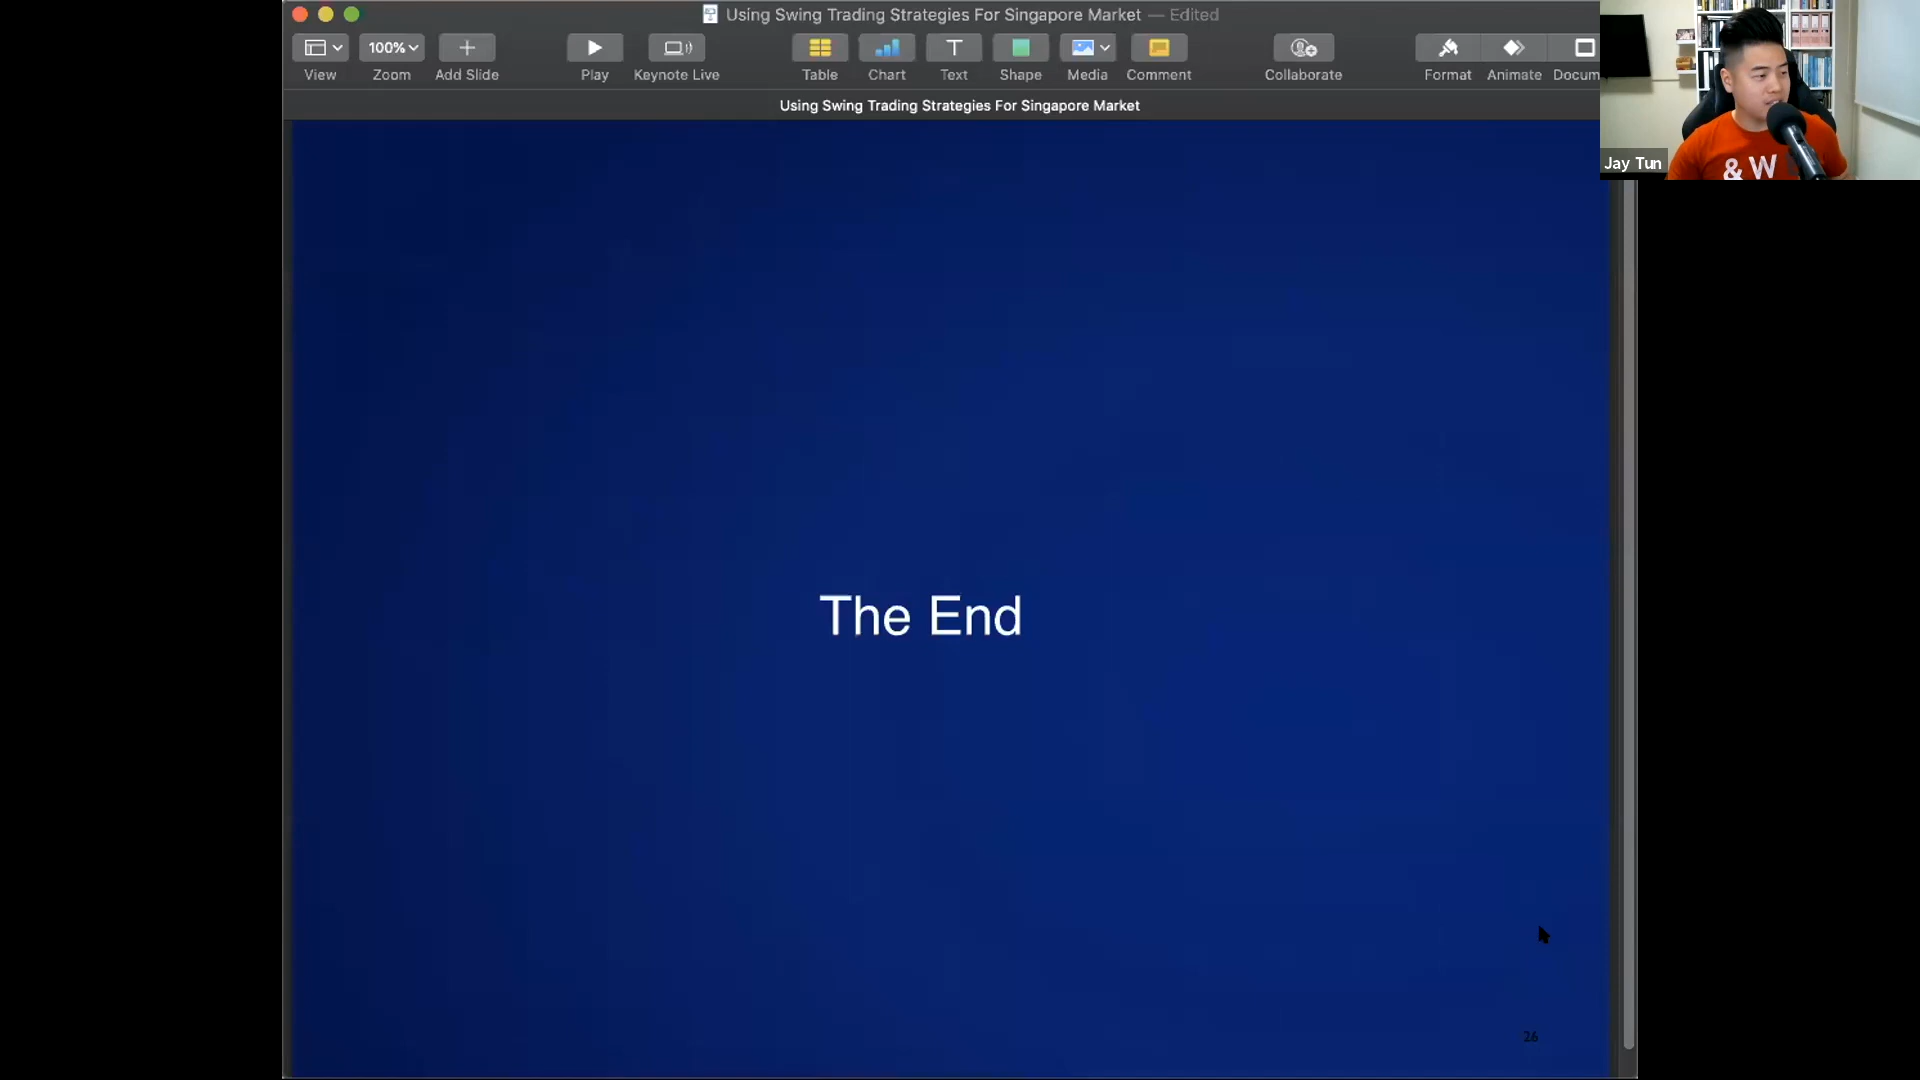 Using Swing Trading Strategies For Singapore Market — Edited
100%
View
Zoom
Add Slide
Play
Keynote Live
Table
Chart
Text
Shape
Media
Comment
Collaborate
Format
Animate
Docum
Using Swing Trading Strategies For Singapore Market
Jay Tun
& W
The End
26